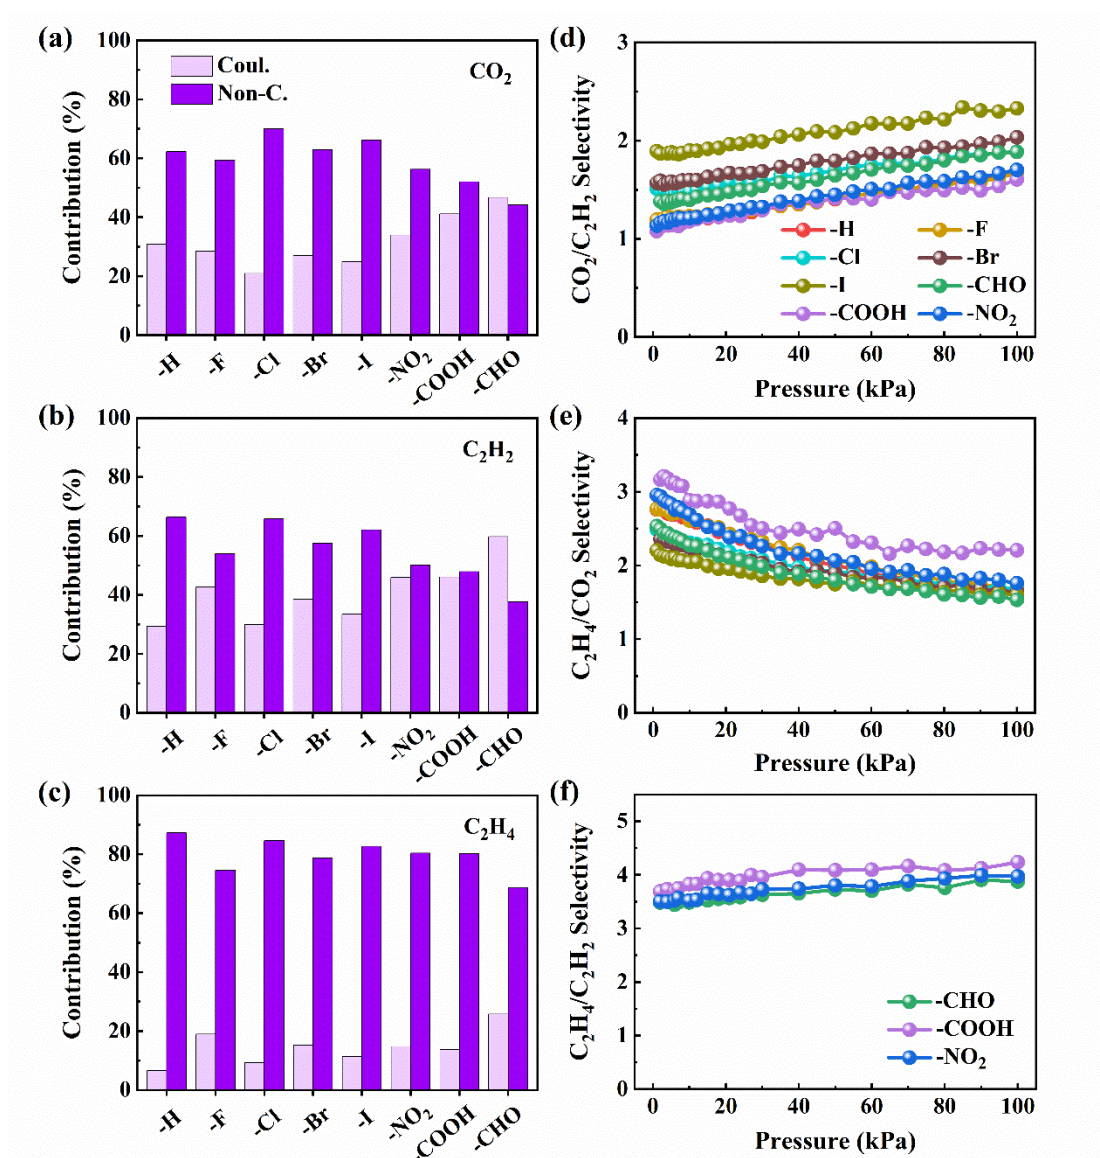 (a)
100
80
60
40
20
0
Contribution (%)
Coul.
Non-C.
CO₂
-H
-F
-Cl
-Br
-I
-NO₂
-COOH
-CHO
(d)
3
2
1
0
CO₂/C₂H₂ Selectivity
-H
-F
-Cl
-Br
-I
-CHO
-COOH
-NO₂
0 20 40 60 80 100
Pressure (kPa)
(b)
100
80
60
40
20
0
Contribution (%)
C₂H₂
-H
-F
-Cl
-Br
-I
-NO₂
-COOH
-CHO
(e)
4
3
2
1
0
C₂H₄/CO₂ Selectivity
0 20 40 60 80 100
Pressure (kPa)
(c)
100
80
60
40
20
0
Contribution (%)
C₂H₄
-H
-F
-Cl
-Br
-I
-NO₂
-COOH
-CHO
(f)
5
4
3
2
1
0
C₂H₄/C₂H₂ Selectivity
-CHO
-COOH
-NO₂
0 20 40 60 80 100
Pressure (kPa)